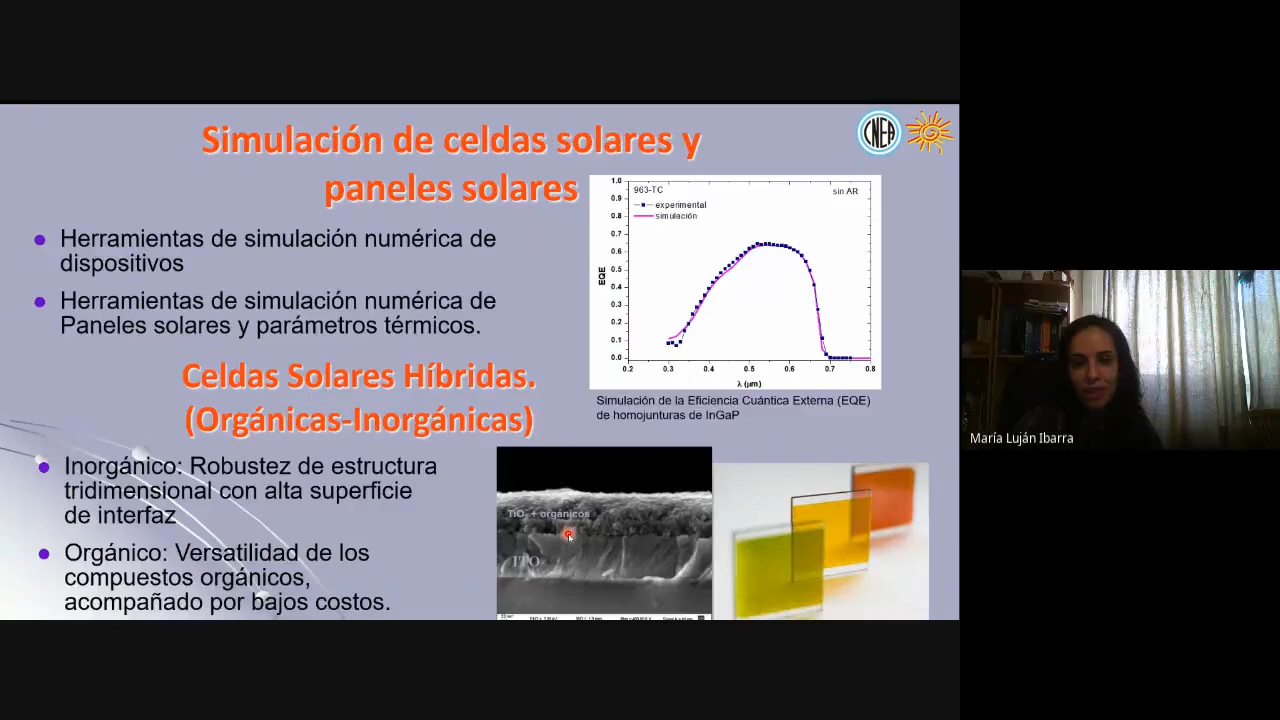 Simulación de celdas solares y
paneles solares
CNEA
Herramientas de simulación numérica de
dispositivos
Herramientas de simulación numérica de
Paneles solares y parámetros térmicos.
963-TC
sin AR
experimental
simulación
1.0
0.9
0.8
0.7
0.6
0.5
0.4
0.3
0.2
0.1
0.0
EQE
0.2 0.3 0.4 0.5 0.6 0.7 0.8
λ (µm)
Simulación de la Eficiencia Cuántica Externa (EQE)
de homojunturas de InGaP
Celdas Solares Híbridas.
(Orgánicas-Inorgánicas)
Inorgánico: Robustez de estructura
tridimensional con alta superficie
de interfaz
Orgánico: Versatilidad de los
compuestos orgánicos,
acompañado por bajos costos.
TiO₂ + orgánicos
ITO
María Luján Ibarra